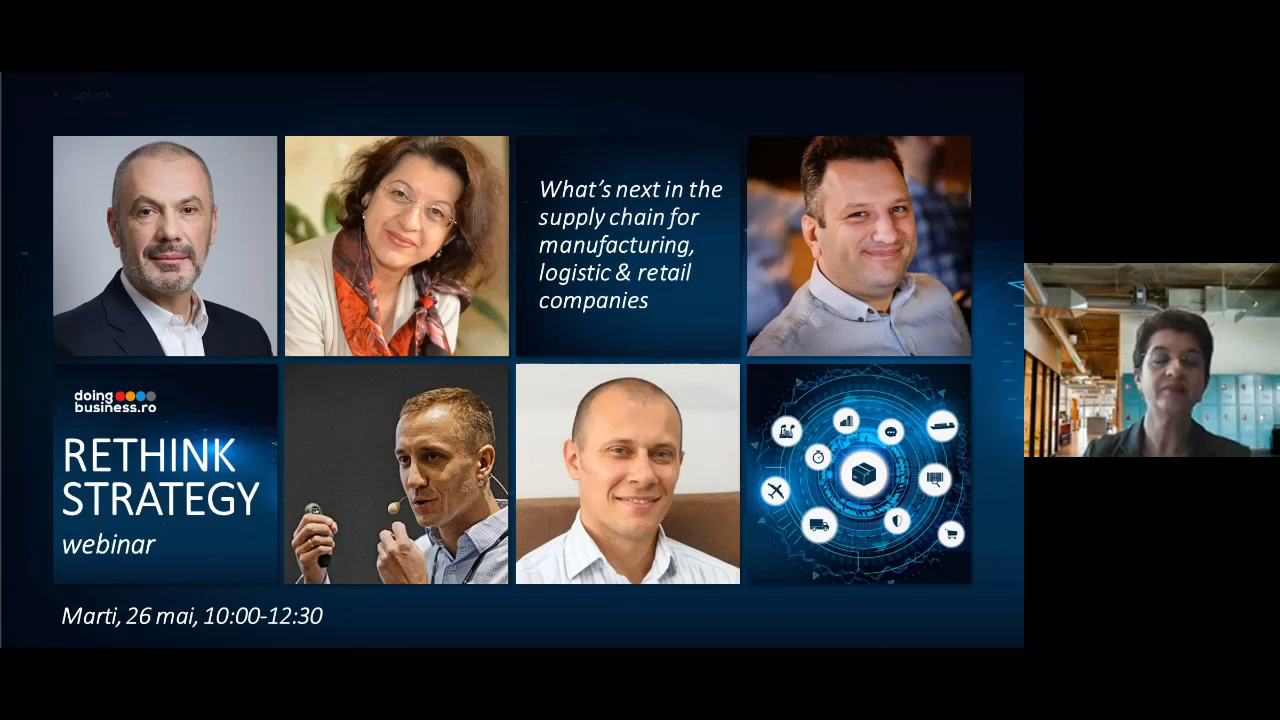 uplock
What's next in the
supply chain for
manufacturing,
logistic & retail
companies
doing
business.ro
RETHINK
STRATEGY
webinar
Marti, 26 mai, 10:00-12:30